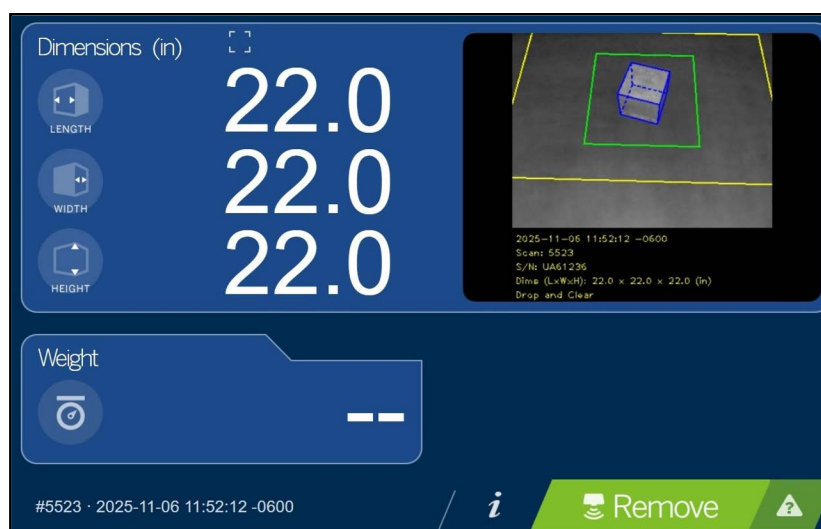 Dimensions (in)
LENGTH
22.0
WIDTH
22.0
HEIGHT
22.0
2025-11-06 11:52:12 -0600
Scan: 5523
S/N: UA61236
Dims (LxWxH): 22.0 x 22.0 x 22.0 (in)
Drop and Clear
Weight
--
#5523 · 2025-11-06 11:52:12 -0600
i
Remove
?